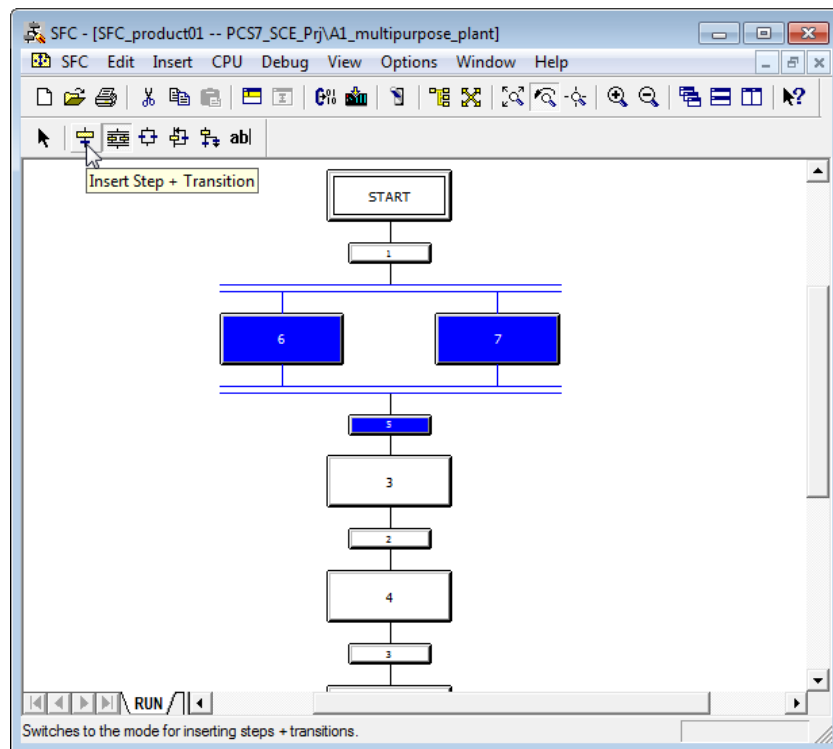 SFC - [SFC_product01 -- PCS7_SCE_Prj\A1_multipurpose_plant]
SFC Edit Insert CPU Debug View Options Window Help
ab
Insert Step + Transition
START
1
6 7
5
3
2
4
3
RUN
Switches to the mode for inserting steps + transitions.